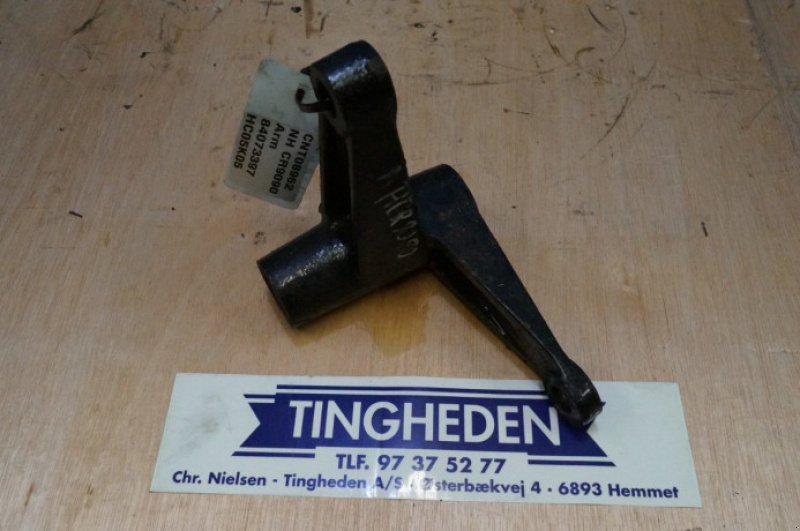 CNT08962
NH CR9090
Arm
84073397
HC05K05
TINGHEDEN
TLF. 97 37 52 77
Chr. Nielsen - Tingheden A/S Østerbækvej 4 - 6893 Hemmet